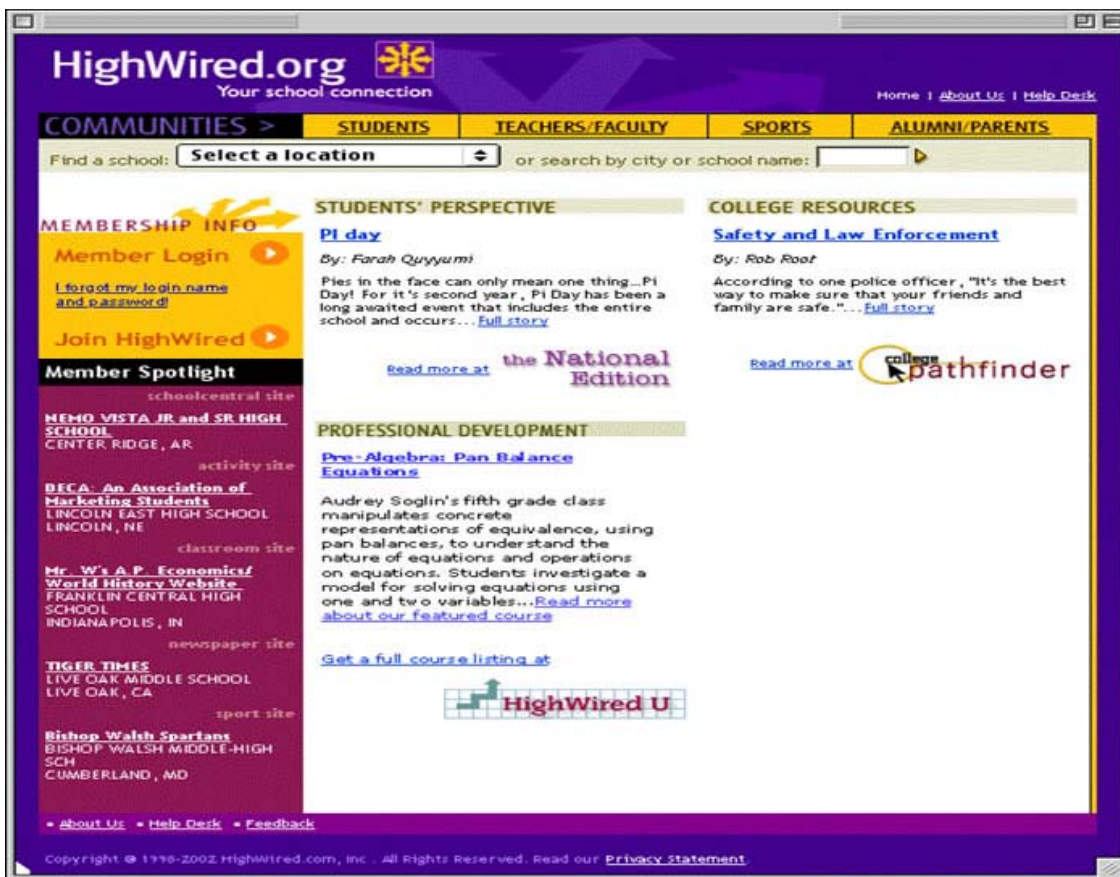 HighWired.org
Your school connection
Home | About Us | Help Desk
COMMUNITIES >
STUDENTS
TEACHERS/FACULTY
SPORTS
ALUMNI/PARENTS
Find a school: Select a location or search by city or school name:
MEMBERSHIP INFO
Member Login
I forgot my login name
and password!
Join HighWired
Member Spotlight
schoolcentral site
NEMO VISTA JR and SR HIGH
SCHOOL
CENTER RIDGE, AR
activity site
DECA: An Association of
Marketing Students
LINCOLN EAST HIGH SCHOOL
LINCOLN, NE
classroom site
Mr. W's A.P. Economics/
World History Website
FRANKLIN CENTRAL HIGH
SCHOOL
INDIANAPOLIS, IN
newspaper site
TIGER TIMES
LIVE OAK MIDDLE SCHOOL
LIVE OAK, CA
sport site
Bishop Walsh Spartans
BISHOP WALSH MIDDLE-HIGH
SCH
CUMBERLAND, MD
STUDENTS' PERSPECTIVE
PI day
By: Farah Quyyumi
Pies in the face can only mean one thing...Pi
Day! For it's second year, Pi Day has been a
long awaited event that includes the entire
school and occurs...Full story
Read more at the National
Edition
COLLEGE RESOURCES
Safety and Law Enforcement
By: Rob Root
According to one police officer, "It's the best
way to make sure that your friends and
family are safe."...Full story
Read more at college
pathfinder
PROFESSIONAL DEVELOPMENT
Pre-Algebra: Pan Balance
Equations
Audrey Soglin's fifth grade class
manipulates concrete
representations of equivalence, using
pan balances, to understand the
nature of equations and operations
on equations. Students investigate a
model for solving equations using
one and two variables...Read more
about our featured course
Get a full course listing at
HighWired U
• About Us • Help Desk • Feedback
Copyright © 1998-2002 HighWired.com, Inc . All Rights Reserved. Read our Privacy Statement.